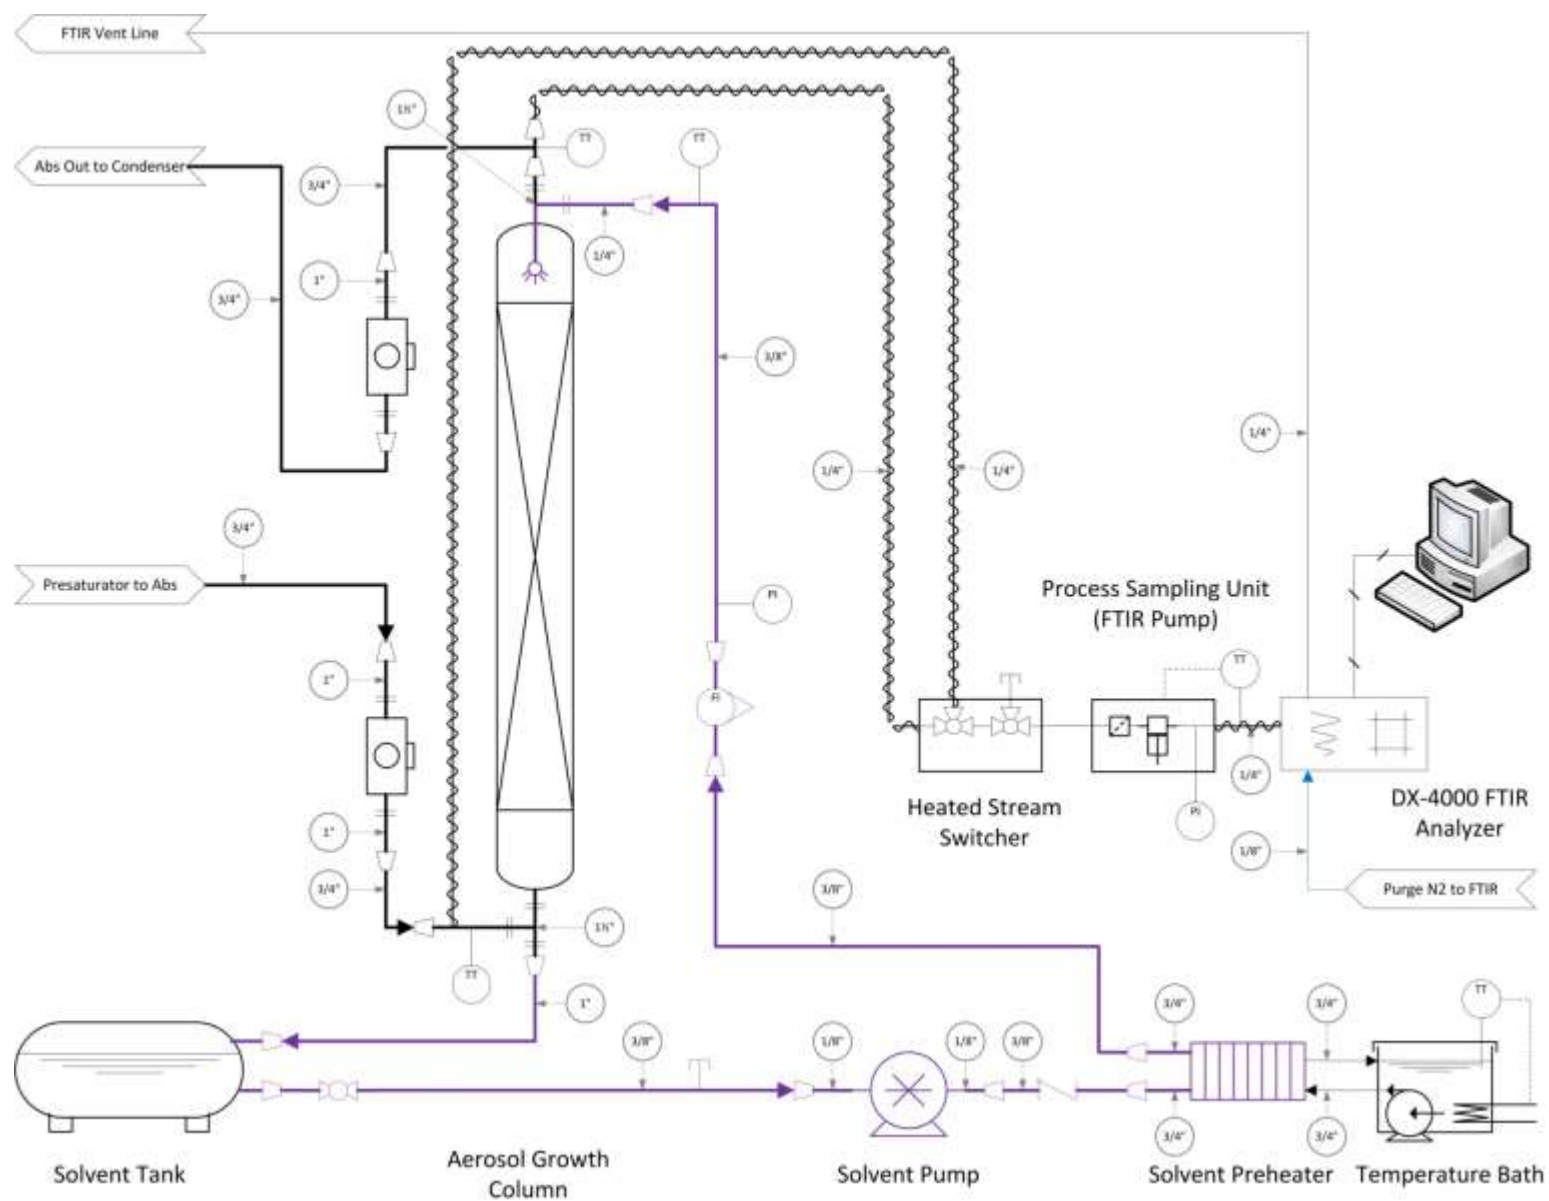 FTIR Vent Line
1½"
TT
TT
Abs Out to Condenser
3/4"
1/4"
1"
3/4"
3/8"
1/4"
1/4"
1/4"
3/4"
Presaturator to Abs
Process Sampling Unit
(FTIR Pump)
PI
TT
1"
FI
1/4"
DX-4000 FTIR
Analyzer
Heated Stream
Switcher
PI
1"
1/8"
3/4"
3/8"
Purge N2 to FTIR
1½"
TT
1"
3/4"
3/4"
TT
3/8"
1/8"
1/8"
3/8"
3/4"
3/4"
Solvent Tank
Aerosol Growth
Column
Solvent Pump
Solvent Preheater
Temperature Bath